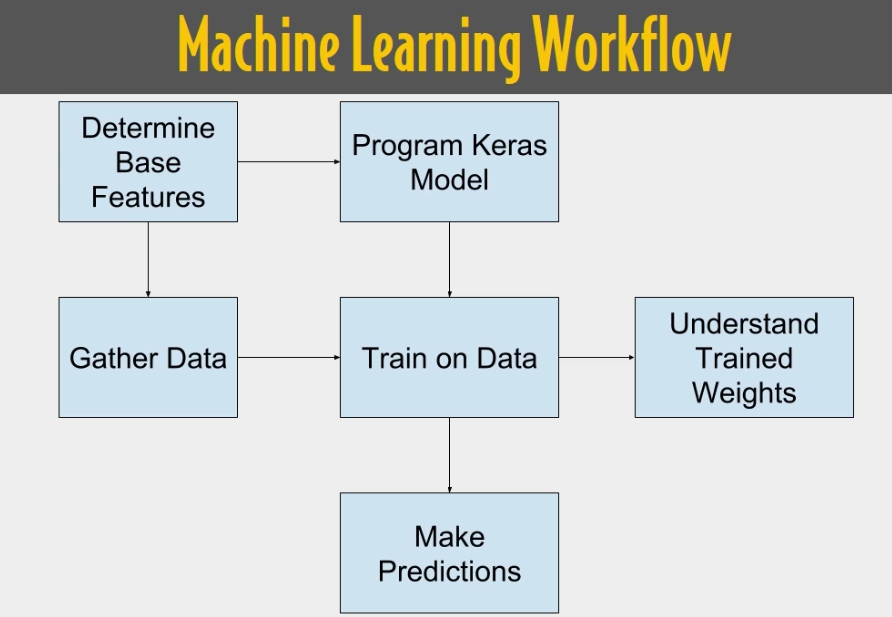 Machine Learning Workflow
Determine
Base
Features
Program Keras
Model
Gather Data
Train on Data
Understand
Trained
Weights
Make
Predictions